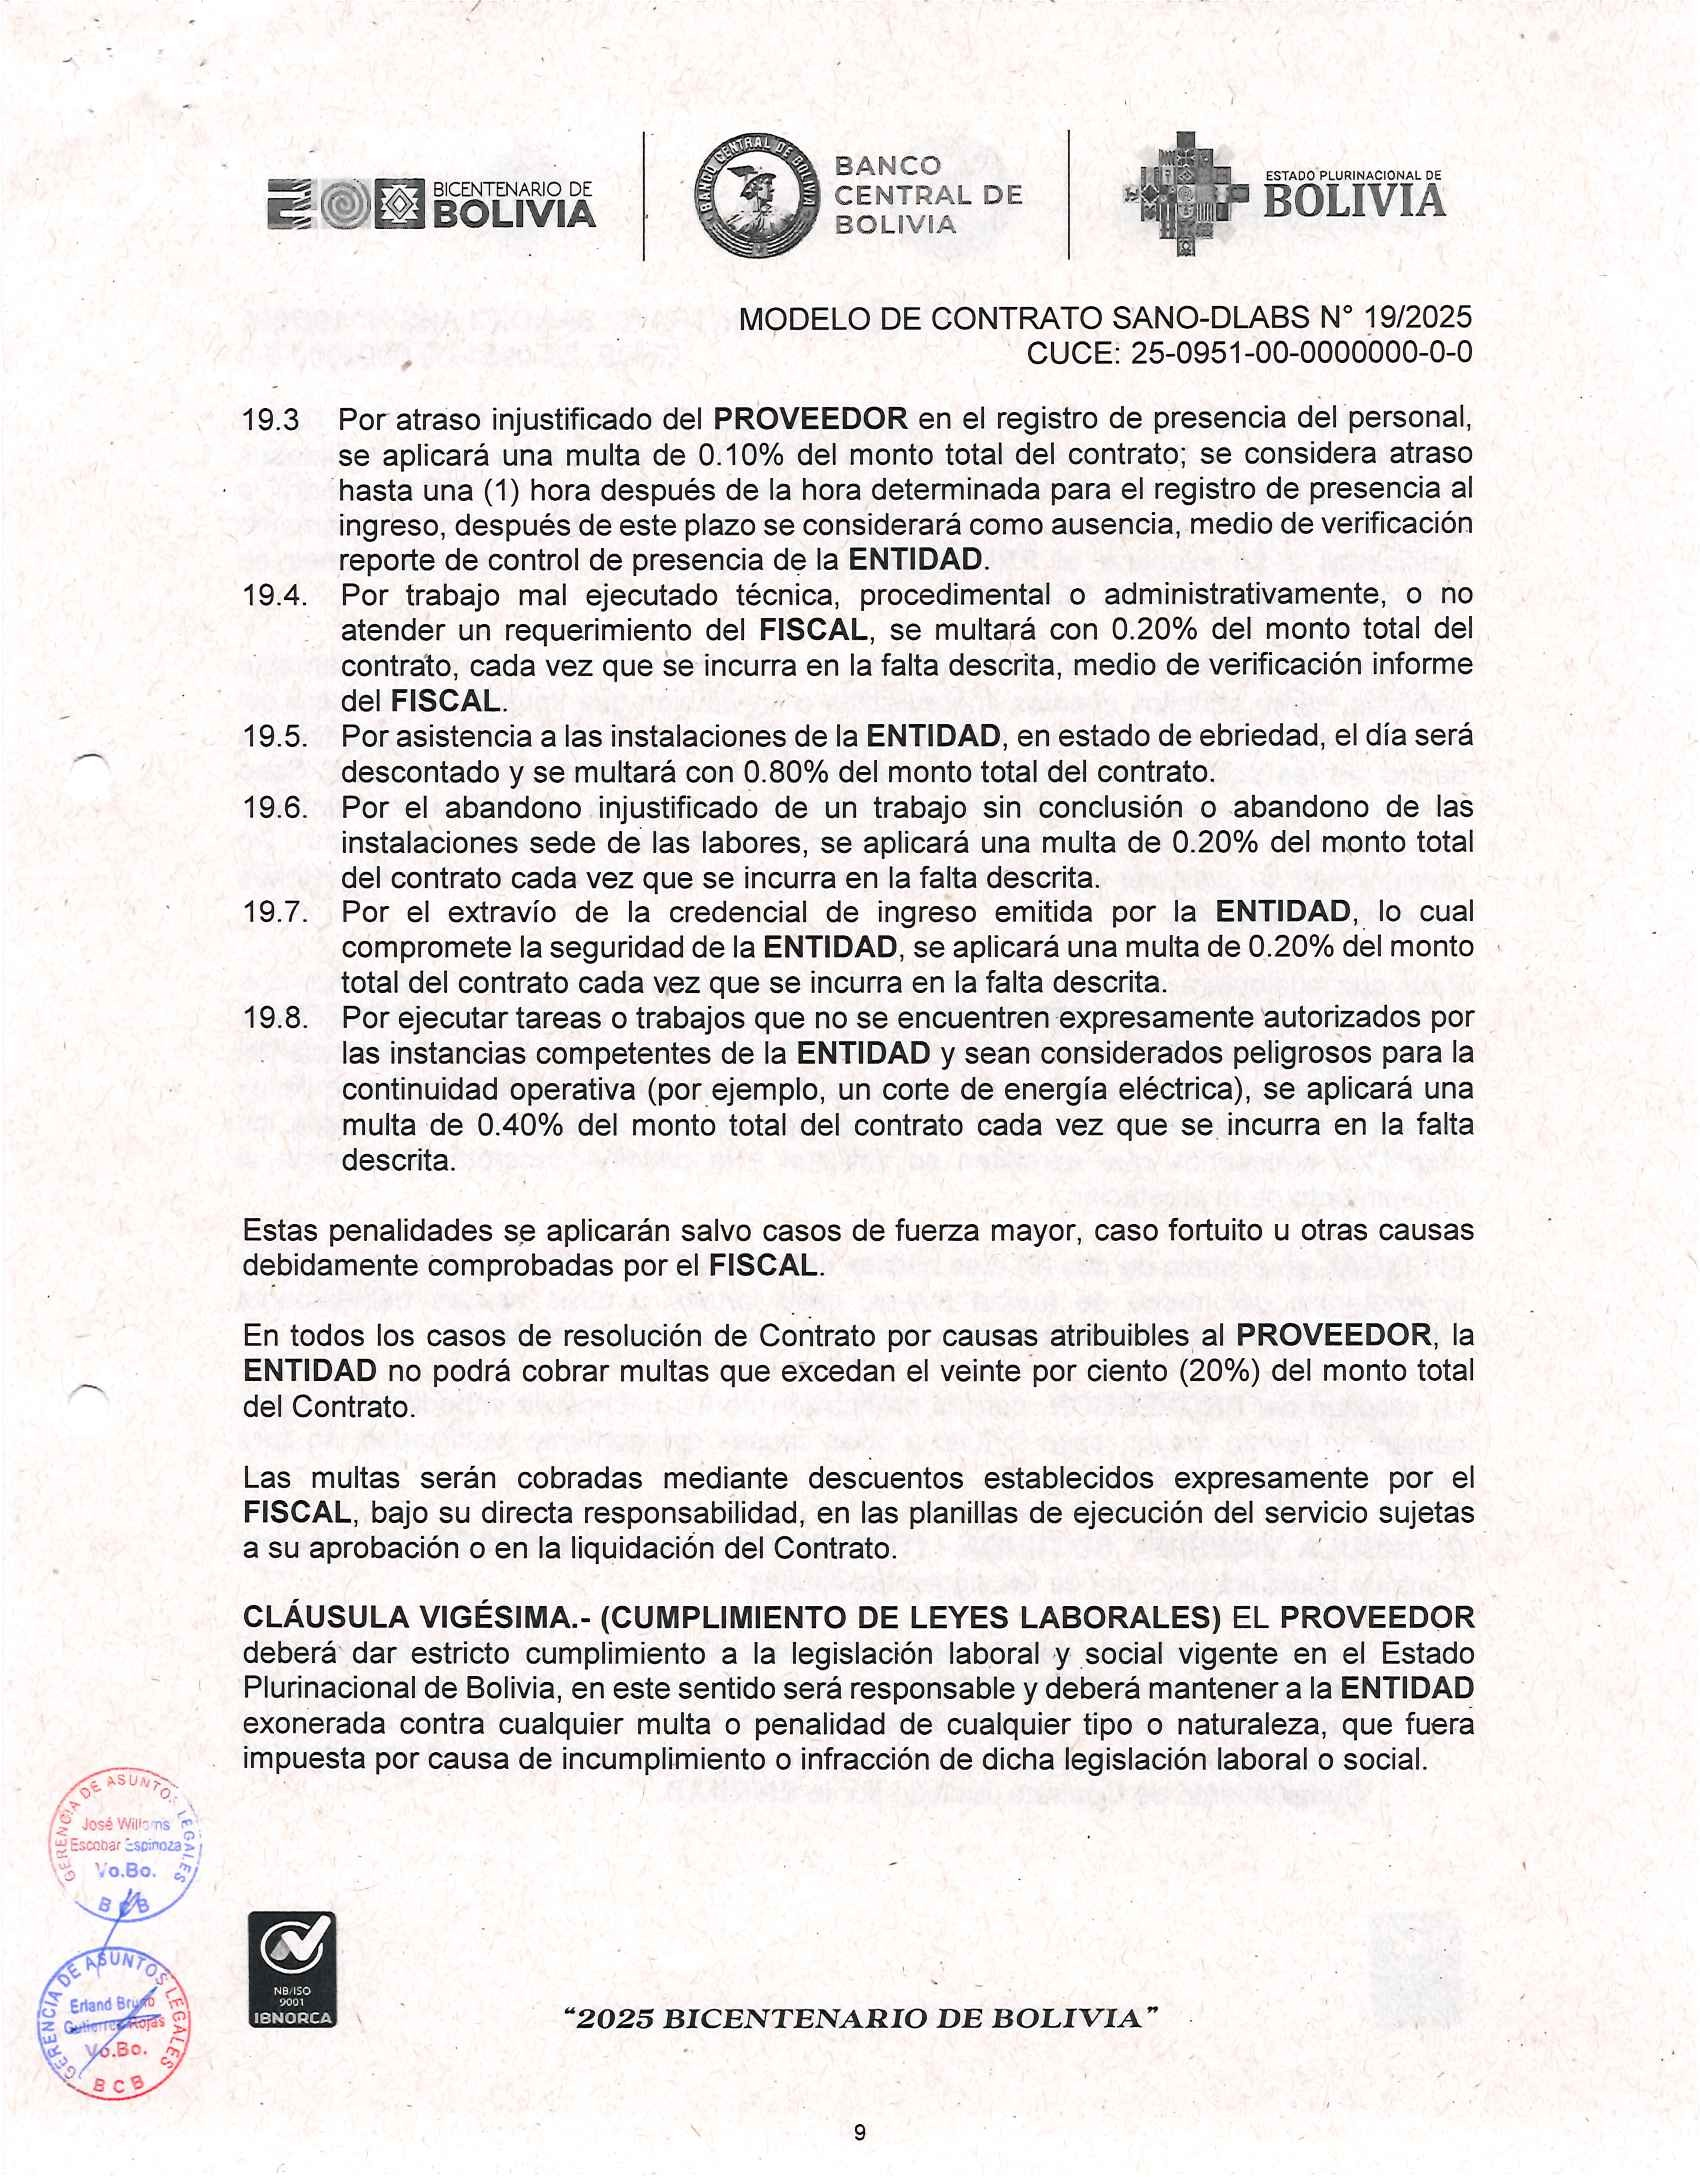 BICENTENARIO DE
BOLIVIA
BANCO CENTRAL DE BOLIVIA
BANCO
CENTRAL DE
BOLIVIA
ESTADO PLURINACIONAL DE
BOLIVIA
MODELO DE CONTRATO SANO-DLABS N° 19/2025
CUCE: 25-0951-00-0000000-0-0
19.3 Por atraso injustificado del PROVEEDOR en el registro de presencia del personal,
se aplicará una multa de 0.10% del monto total del contrato; se considera atraso
hasta una (1) hora después de la hora determinada para el registro de presencia al
ingreso, después de este plazo se considerará como ausencia, medio de verificación
reporte de control de presencia de la ENTIDAD.
19.4. Por trabajo mal ejecutado técnica, procedimental o administrativamente, o no
atender un requerimiento del FISCAL, se multará con 0.20% del monto total del
contrato, cada vez que se incurra en la falta descrita, medio de verificación informe
del FISCAL.
19.5. Por asistencia a las instalaciones de la ENTIDAD, en estado de ebriedad, el día será
descontado y se multará con 0.80% del monto total del contrato.
19.6. Por el abandono injustificado de un trabajo sin conclusión o abandono de las
instalaciones sede de las labores, se aplicará una multa de 0.20% del monto total
del contrato cada vez que se incurra en la falta descrita.
19.7. Por el extravío de la credencial de ingreso emitida por la ENTIDAD, lo cual
compromete la seguridad de la ENTIDAD, se aplicará una multa de 0.20% del monto
total del contrato cada vez que se incurra en la falta descrita.
19.8. Por ejecutar tareas o trabajos que no se encuentren expresamente autorizados por
las instancias competentes de la ENTIDAD y sean considerados peligrosos para la
continuidad operativa (por ejemplo, un corte de energía eléctrica), se aplicará una
multa de 0.40% del monto total del contrato cada vez que se incurra en la falta
descrita.
Estas penalidades se aplicarán salvo casos de fuerza mayor, caso fortuito u otras causas
debidamente comprobadas por el FISCAL.
En todos los casos de resolución de Contrato por causas atribuibles al PROVEEDOR, la
ENTIDAD no podrá cobrar multas que excedan el veinte por ciento (20%) del monto total
del Contrato.
Las multas serán cobradas mediante descuentos establecidos expresamente por el
FISCAL, bajo su directa responsabilidad, en las planillas de ejecución del servicio sujetas
a su aprobación o en la liquidación del Contrato.
CLÁUSULA VIGÉSIMA.- (CUMPLIMIENTO DE LEYES LABORALES) EL PROVEEDOR
deberá dar estricto cumplimiento a la legislación laboral y social vigente en el Estado
Plurinacional de Bolivia, en este sentido será responsable y deberá mantener a la ENTIDAD
exonerada contra cualquier multa o penalidad de cualquier tipo o naturaleza, que fuera
impuesta por causa de incumplimiento o infracción de dicha legislación laboral o social.
GERENCIA DE ASUNTOS LEGALES
José Willams
Escobar Espinoza
Vo.Bo.
BCB
GERENCIA DE ASUNTOS LEGALES
Erland Bruno
Gutierrez Rojas
Vo.Bo.
BCB
NB/ISO
9001
IBNORCA
“2025 BICENTENARIO DE BOLIVIA”
9